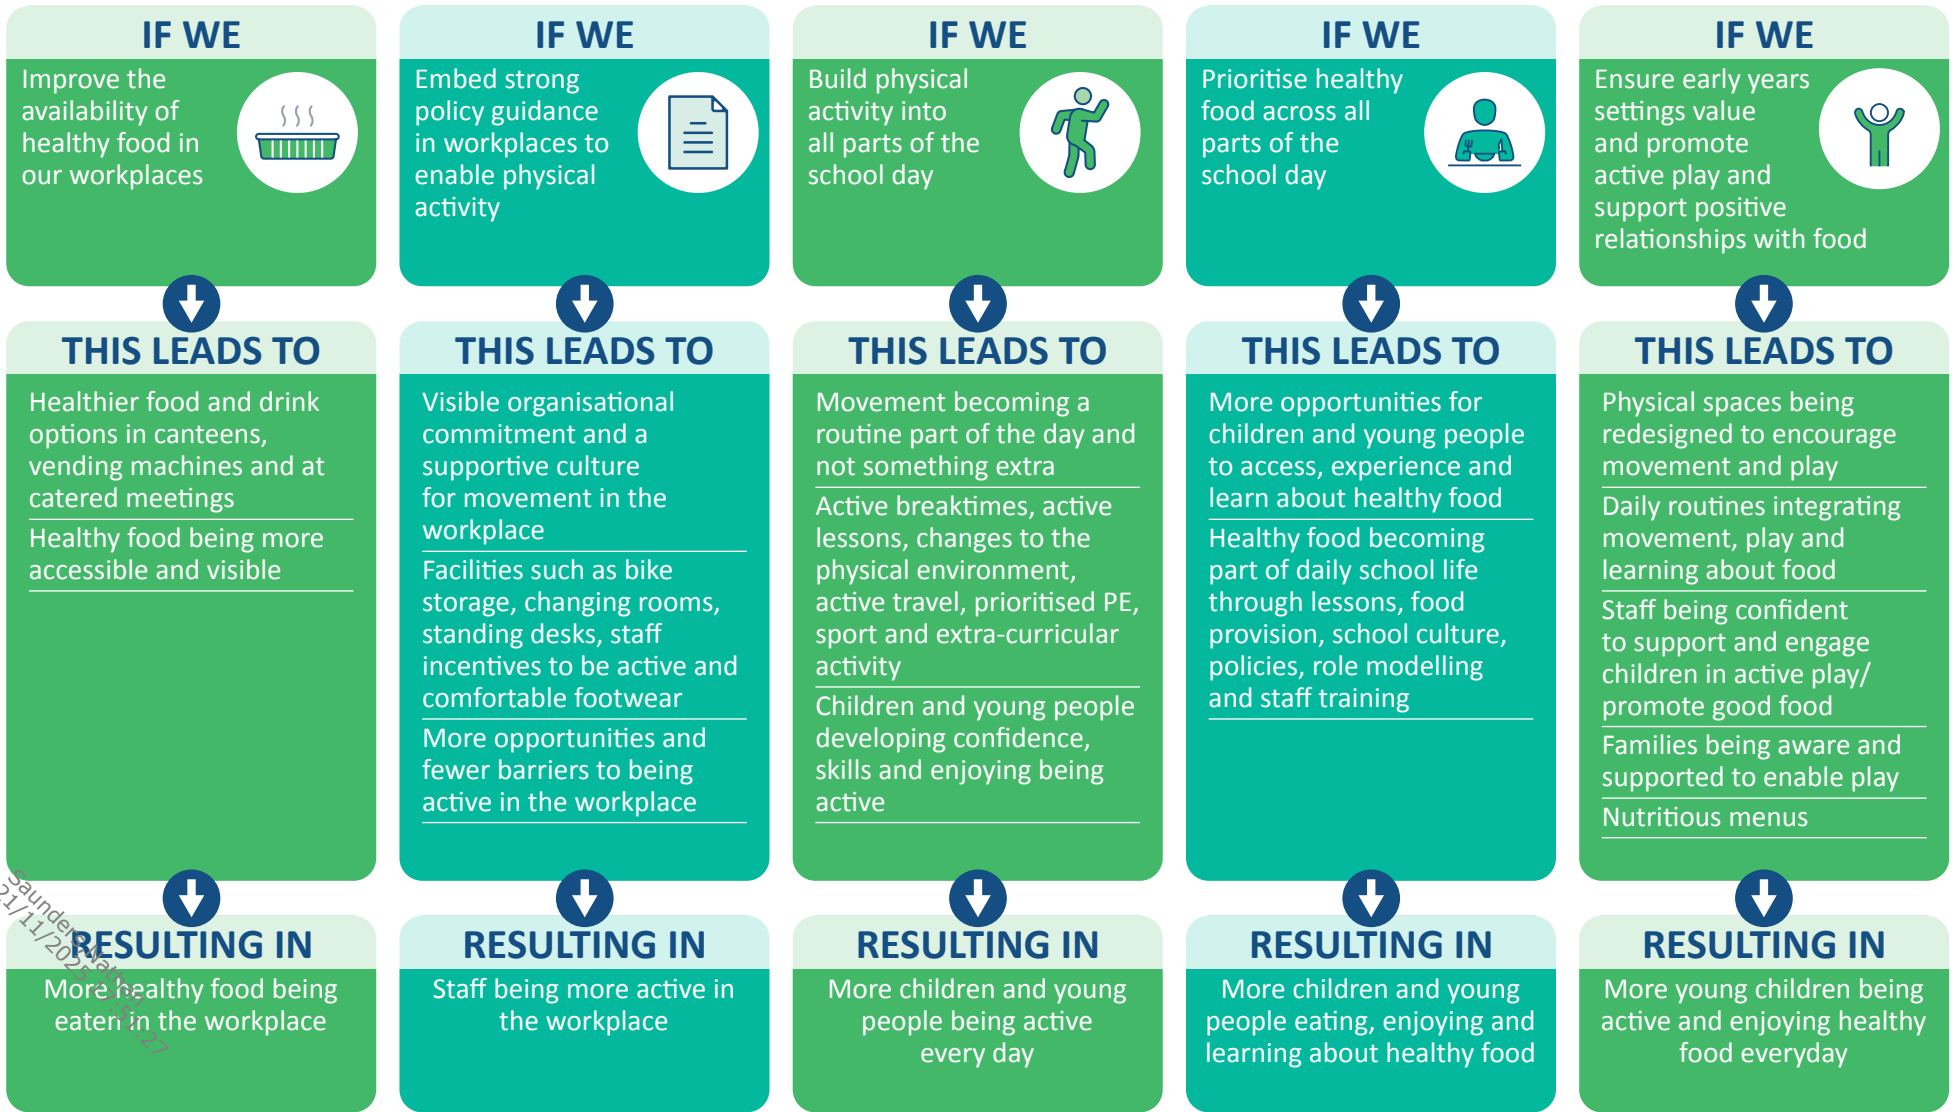 IF WE
Improve the
availability of
healthy food in
our workplaces
IF WE
Embed strong
policy guidance
in workplaces to
enable physical
activity
IF WE
Build physical
activity into
all parts of the
school day
IF WE
Prioritise healthy
food across all
parts of the
school day
IF WE
Ensure early years
settings value
and promote
active play and
support positive
relationships with food
THIS LEADS TO
Healthier food and drink
options in canteens,
vending machines and at
catered meetings
Healthy food being more
accessible and visible
THIS LEADS TO
Visible organisational
commitment and a
supportive culture
for movement in the
workplace
Facilities such as bike
storage, changing rooms,
standing desks, staff
incentives to be active and
comfortable footwear
More opportunities and
fewer barriers to being
active in the workplace
THIS LEADS TO
Movement becoming a
routine part of the day and
not something extra
Active breaktimes, active
lessons, changes to the
physical environment,
active travel, prioritised PE,
sport and extra-curricular
activity
Children and young people
developing confidence,
skills and enjoying being
active
THIS LEADS TO
More opportunities for
children and young people
to access, experience and
learn about healthy food
Healthy food becoming
part of daily school life
through lessons, food
provision, school culture,
policies, role modelling
and staff training
THIS LEADS TO
Physical spaces being
redesigned to encourage
movement and play
Daily routines integrating
movement, play and
learning about food
Staff being confident
to support and engage
children in active play/
promote good food
Families being aware and
supported to enable play
Nutritious menus
RESULTING IN
More healthy food being
eaten in the workplace
RESULTING IN
Staff being more active in
the workplace
RESULTING IN
More children and young
people being active
every day
RESULTING IN
More children and young
people eating, enjoying and
learning about healthy food
RESULTING IN
More young children being
active and enjoying healthy
food everyday
Saunders
21/11/2025